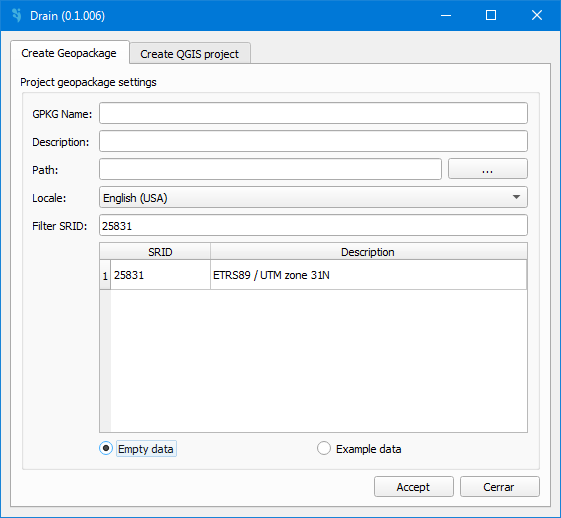 Drain (0.1.006)
Create Geopackage
Create QGIS project
Project geopackage settings
GPKG Name:
Description:
Path:
...
Locale:
English (USA)
Filter SRID:
25831
SRID
Description
1
25831
ETRS89 / UTM zone 31N
Empty data
Example data
Accept
Cerrar